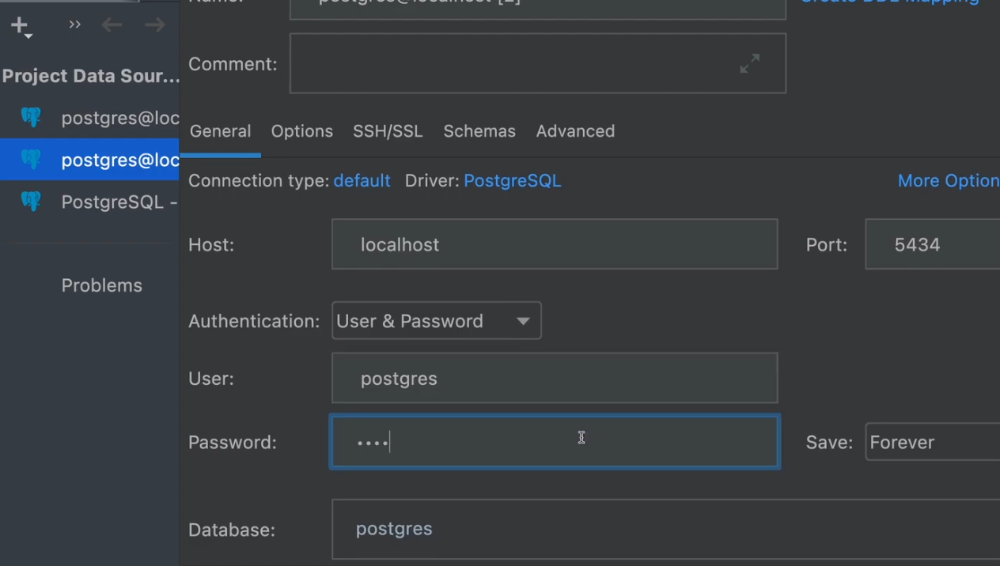 Name: postgres@localhost [2] Create DDL Mapping
Comment:
Project Data Sour...
postgres@loc
General Options SSH/SSL Schemas Advanced
postgres@loc
Connection type: default Driver: PostgreSQL More Option
PostgreSQL -
Host: localhost Port: 5434
Problems
Authentication: User & Password
User: postgres
Password: •••• Save: Forever
Database: postgres